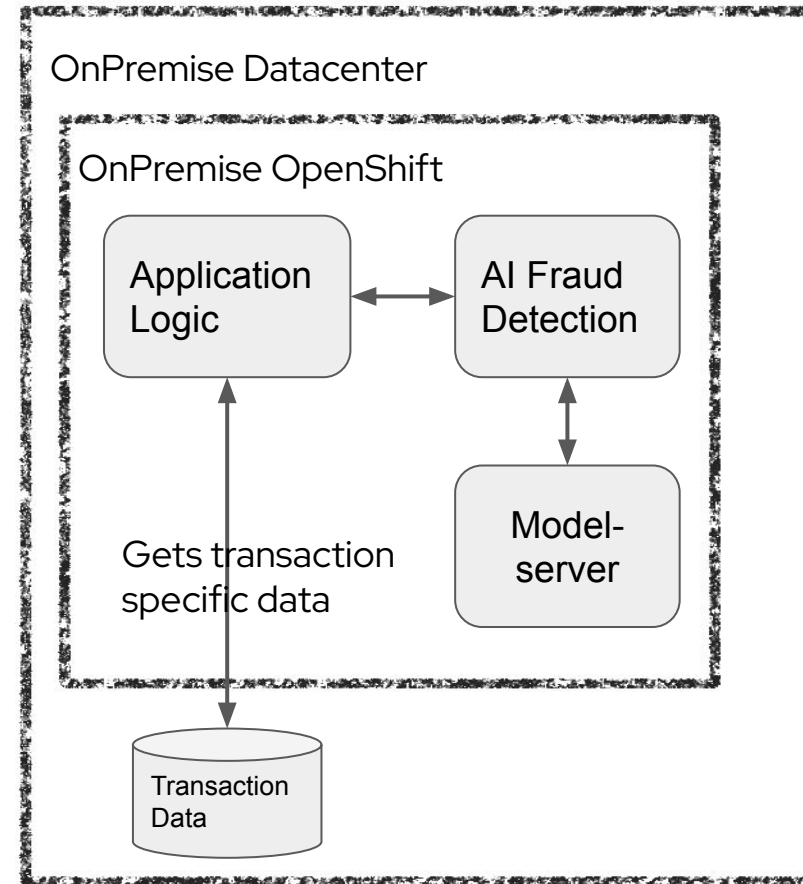 OnPremise Datacenter
OnPremise OpenShift
Application
Logic
AI Fraud
Detection
Model-
server
Gets transaction
specific data
Transaction
Data